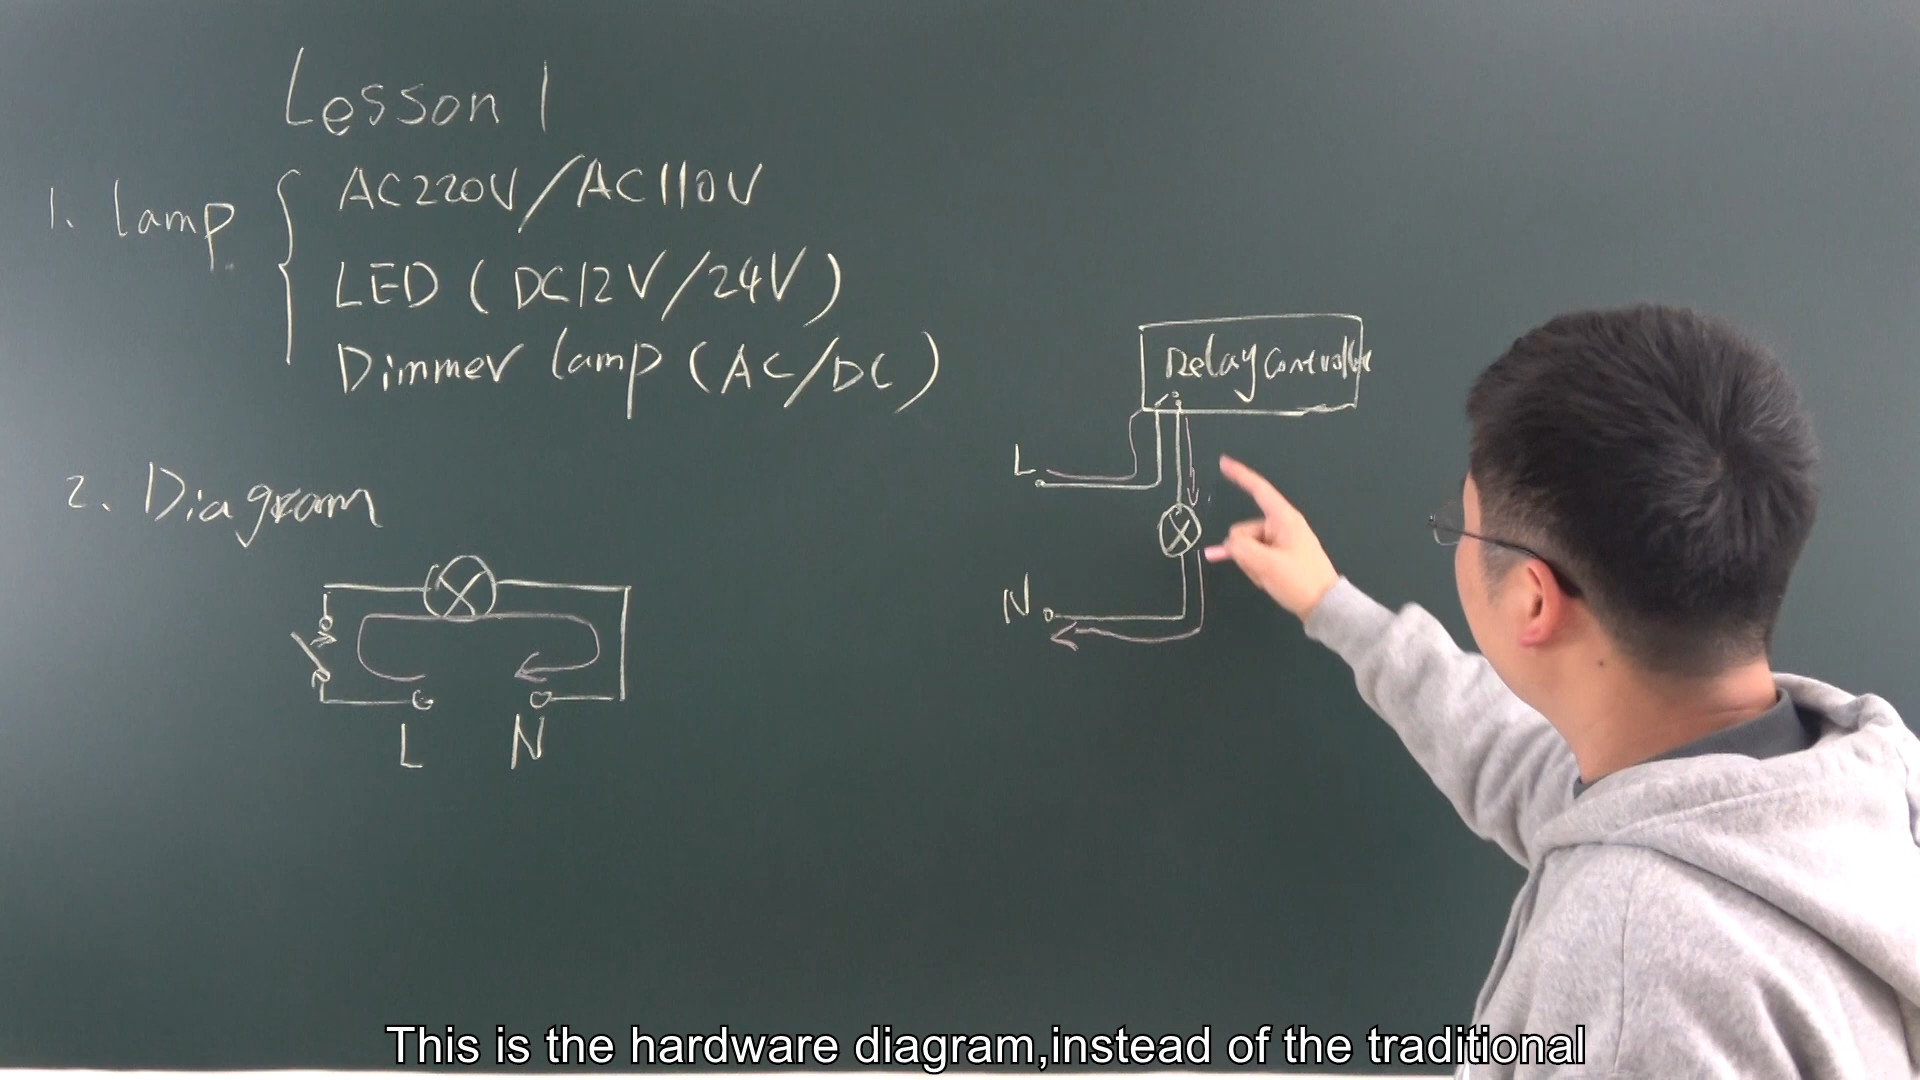 Lesson 1
1. lamp
AC220V/AC110V
LED (DC12V/24V)
Dimmer lamp (AC/DC)
2. Diagram
L N
Relay Controller
L
N
This is the hardware diagram,instead of the traditional